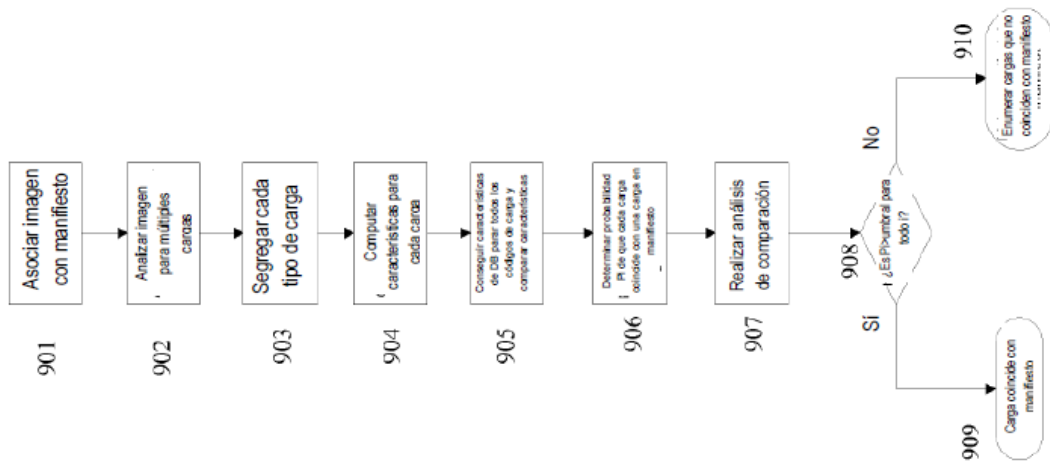 901
Asociar imagen
con manifiesto
902
Analizar imagen
para múltiples
cargas
903
Segregar cada
tipo de carga
904
Computar
características para
cada carga
905
Conseguir características
de DB parar todos los
códigos de carga y
comparar características
906
Determinar probabilidad
Pi de que cada carga
coincide con una carga en
manifiesto
907
Realizar análisis
de comparación
908
¿Es Pi>umbral para
todo i?
Sí
No
909
Carga coincide con
manifiesto
910
Enumerar cargas que no
coinciden con manifiesto